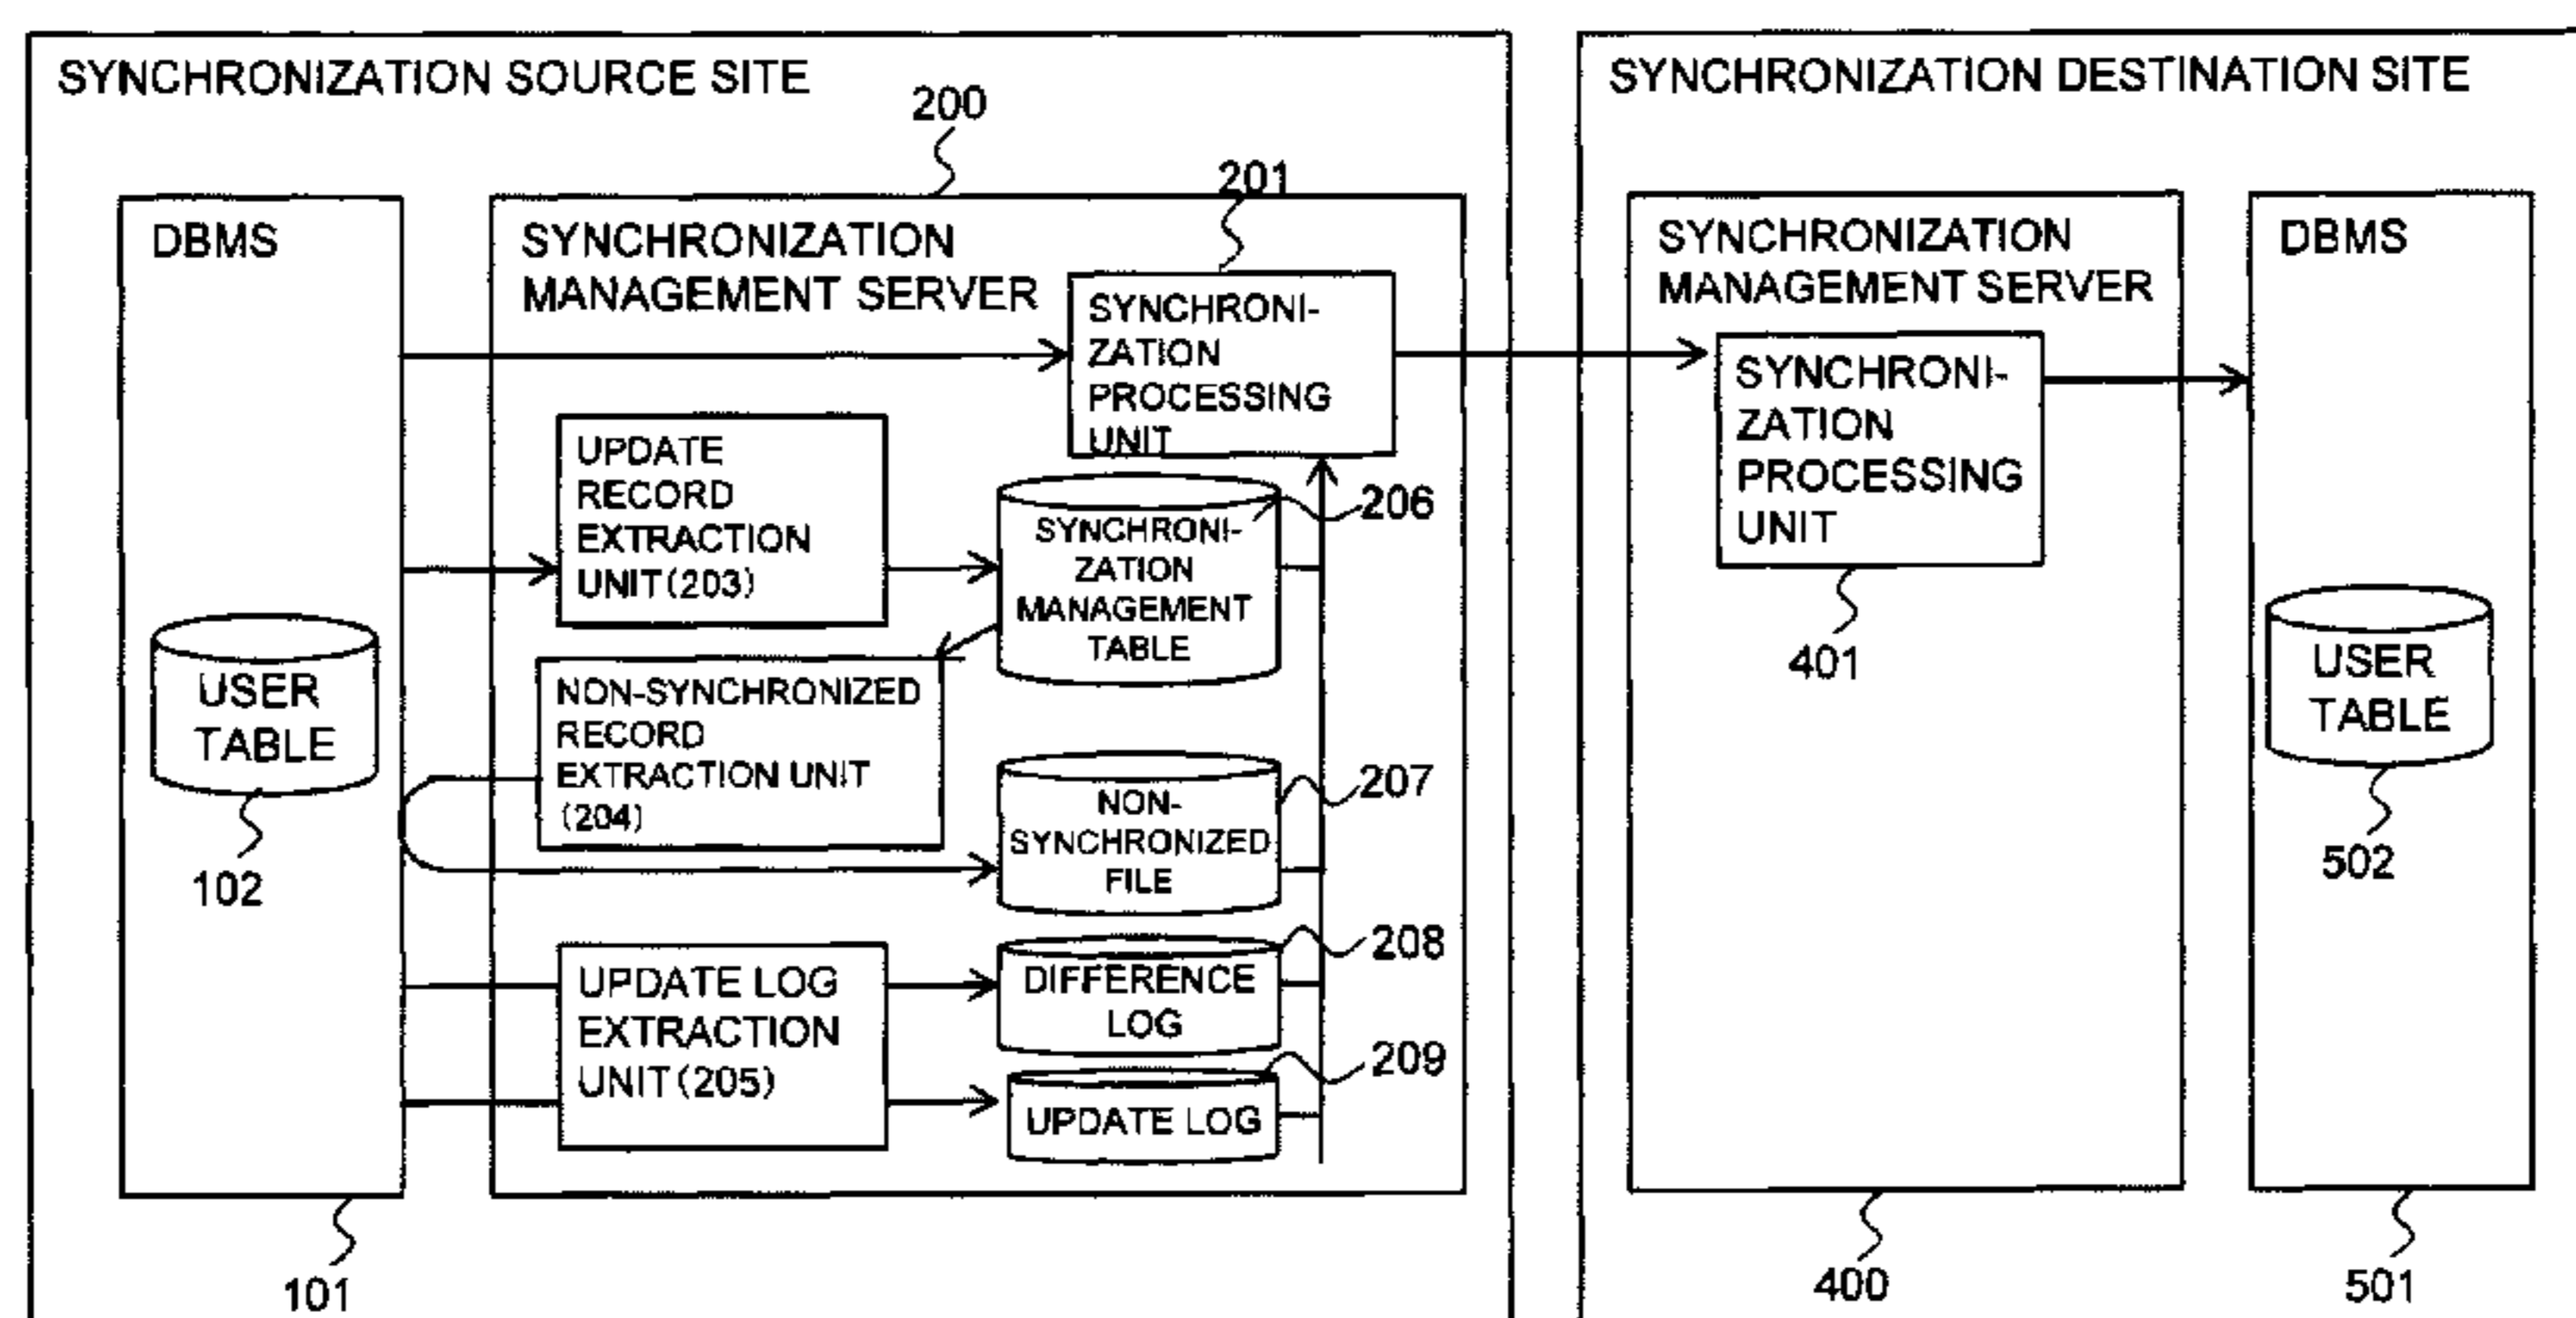 SYNCHRONIZATION SOURCE SITE
200
DBMS
USER
TABLE
102
101
SYNCHRONIZATION
MANAGEMENT SERVER
201
SYNCHRONI-
ZATION
PROCESSING
UNIT
UPDATE
RECORD
EXTRACTION
UNIT(203)
SYNCHRONI-
ZATION
MANAGEMENT
TABLE
206
NON-SYNCHRONIZED
RECORD
EXTRACTION UNIT
(204)
NON-
SYNCHRONIZED
FILE
207
UPDATE LOG
EXTRACTION
UNIT(205)
DIFFERENCE
LOG
208
UPDATE LOG
209
SYNCHRONIZATION DESTINATION SITE
SYNCHRONIZATION
MANAGEMENT SERVER
SYNCHRONI-
ZATION
PROCESSING
UNIT
401
400
DBMS
USER
TABLE
502
501